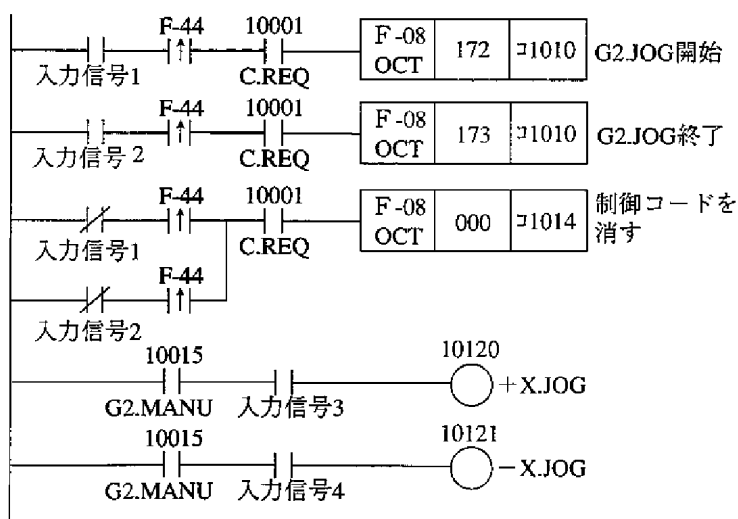 F-44 10001
F-08 OCT 172 コ1010 G2.JOG開始
入力信号1 C.REQ
F-44 10001
F-08 OCT 173 コ1010 G2.JOG終了
入力信号2 C.REQ
F-44 10001
F-08 OCT 000 コ1014 制御コードを
消す
入力信号1 C.REQ
F-44
入力信号2
10015 10120
+X.JOG
G2.MANU 入力信号3
10015 10121
-X.JOG
G2.MANU 入力信号4